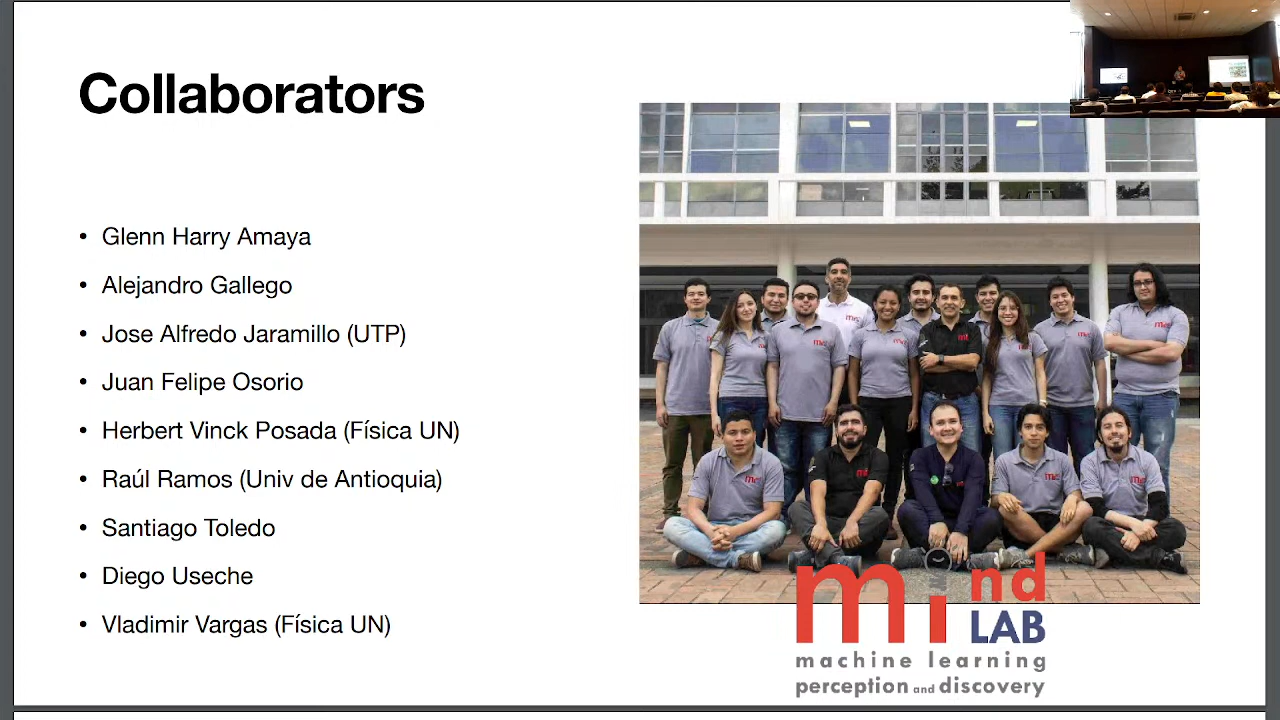 Collaborators
• Glenn Harry Amaya
• Alejandro Gallego
• Jose Alfredo Jaramillo (UTP)
• Juan Felipe Osorio
• Herbert Vinck Posada (Física UN)
• Raúl Ramos (Univ de Antioquia)
• Santiago Toledo
• Diego Useche
• Vladimir Vargas (Física UN)
mind
LAB
machine learning
perception and discovery